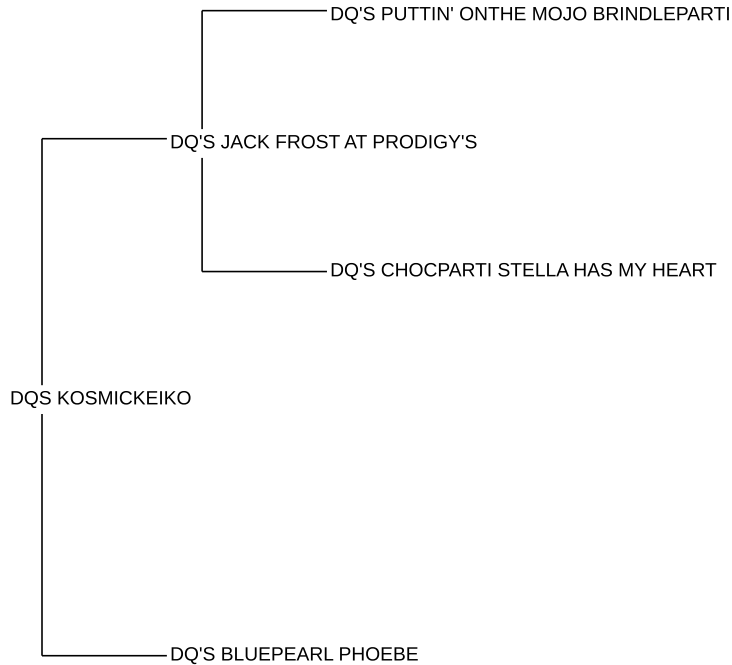 DQ'S PUTTIN' ONTHE MOJO BRINDLEPARTI
DQ'S JACK FROST AT PRODIGY'S
DQ'S CHOCPARTI STELLA HAS MY HEART
DQS KOSMICKEIKO
DQ'S BLUEPEARL PHOEBE